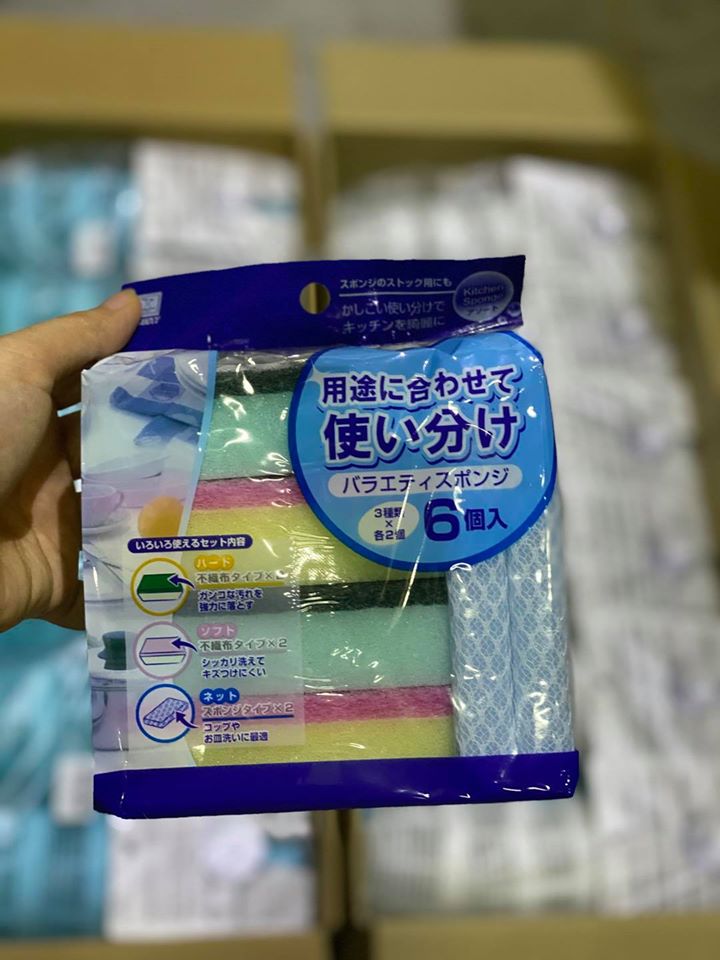 スポンジのストック用にも
かしこい使い分けで
キッチンを綺麗に
Kitchen
Sponge
アソート
用途に合わせて
使い分け
バラエティスポンジ
3種類
×
各2個
6個入
いろいろ使えるセット内容
ハード
不織布タイプ×2
ガンコな汚れを
強力に落とす
ソフト
不織布タイプ×2
シッカリ洗えて
キズつけにくい
ネット
スポンジタイプ×2
コップや
お皿洗いに最適